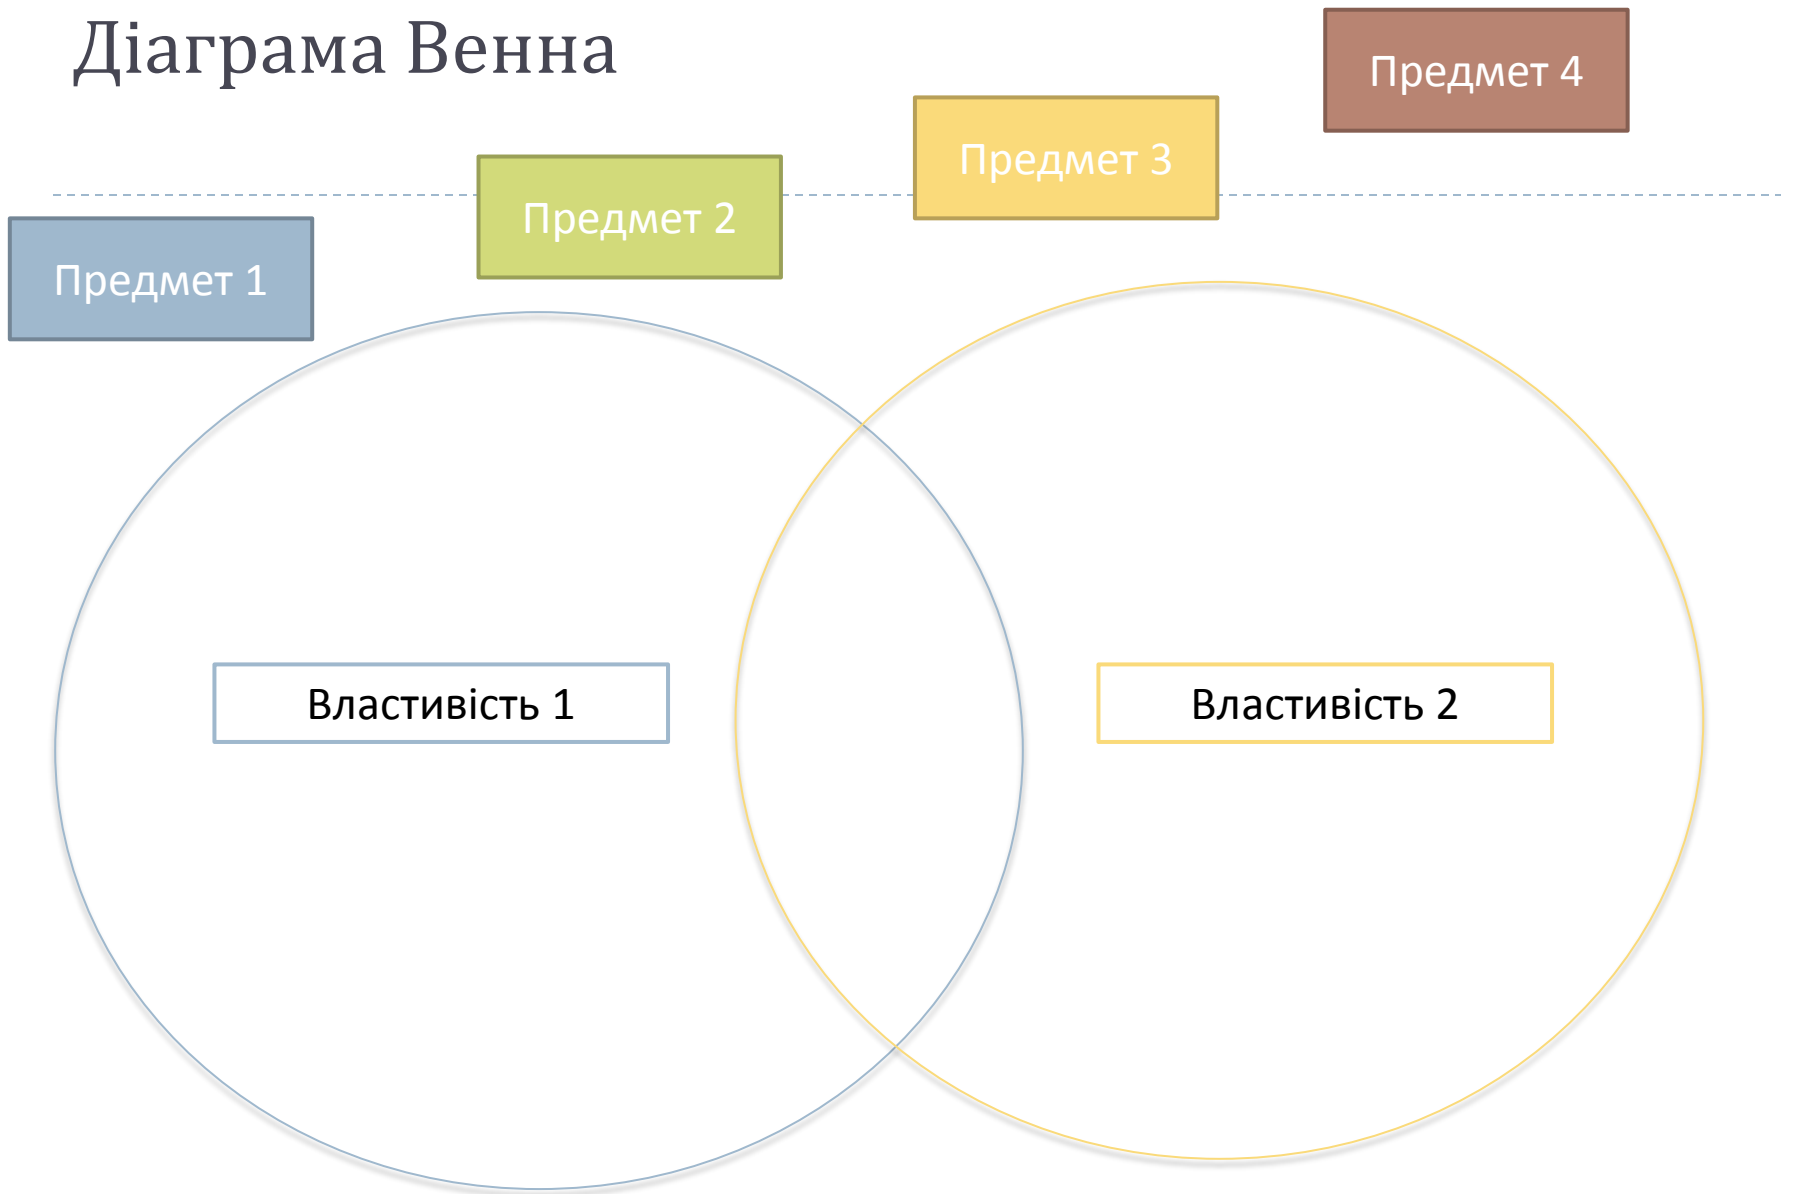 Діаграма Венна
Предмет 4
Предмет 3
Предмет 2
Предмет 1
Властивість 1
Властивість 2